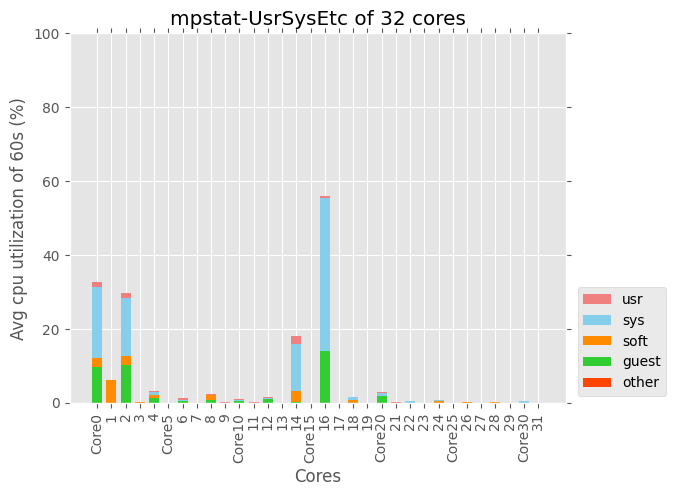 mpstat-UsrSysEtc of 32 cores
Avg cpu utilization of 60s (%)
100
80
60
40
20
0
Core0
1
2
3
4
Core5
6
7
8
9
Core10
11
12
13
14
Core15
16
17
18
19
Core20
21
22
23
24
Core25
26
27
28
29
Core30
31
Cores
usr
sys
soft
guest
other